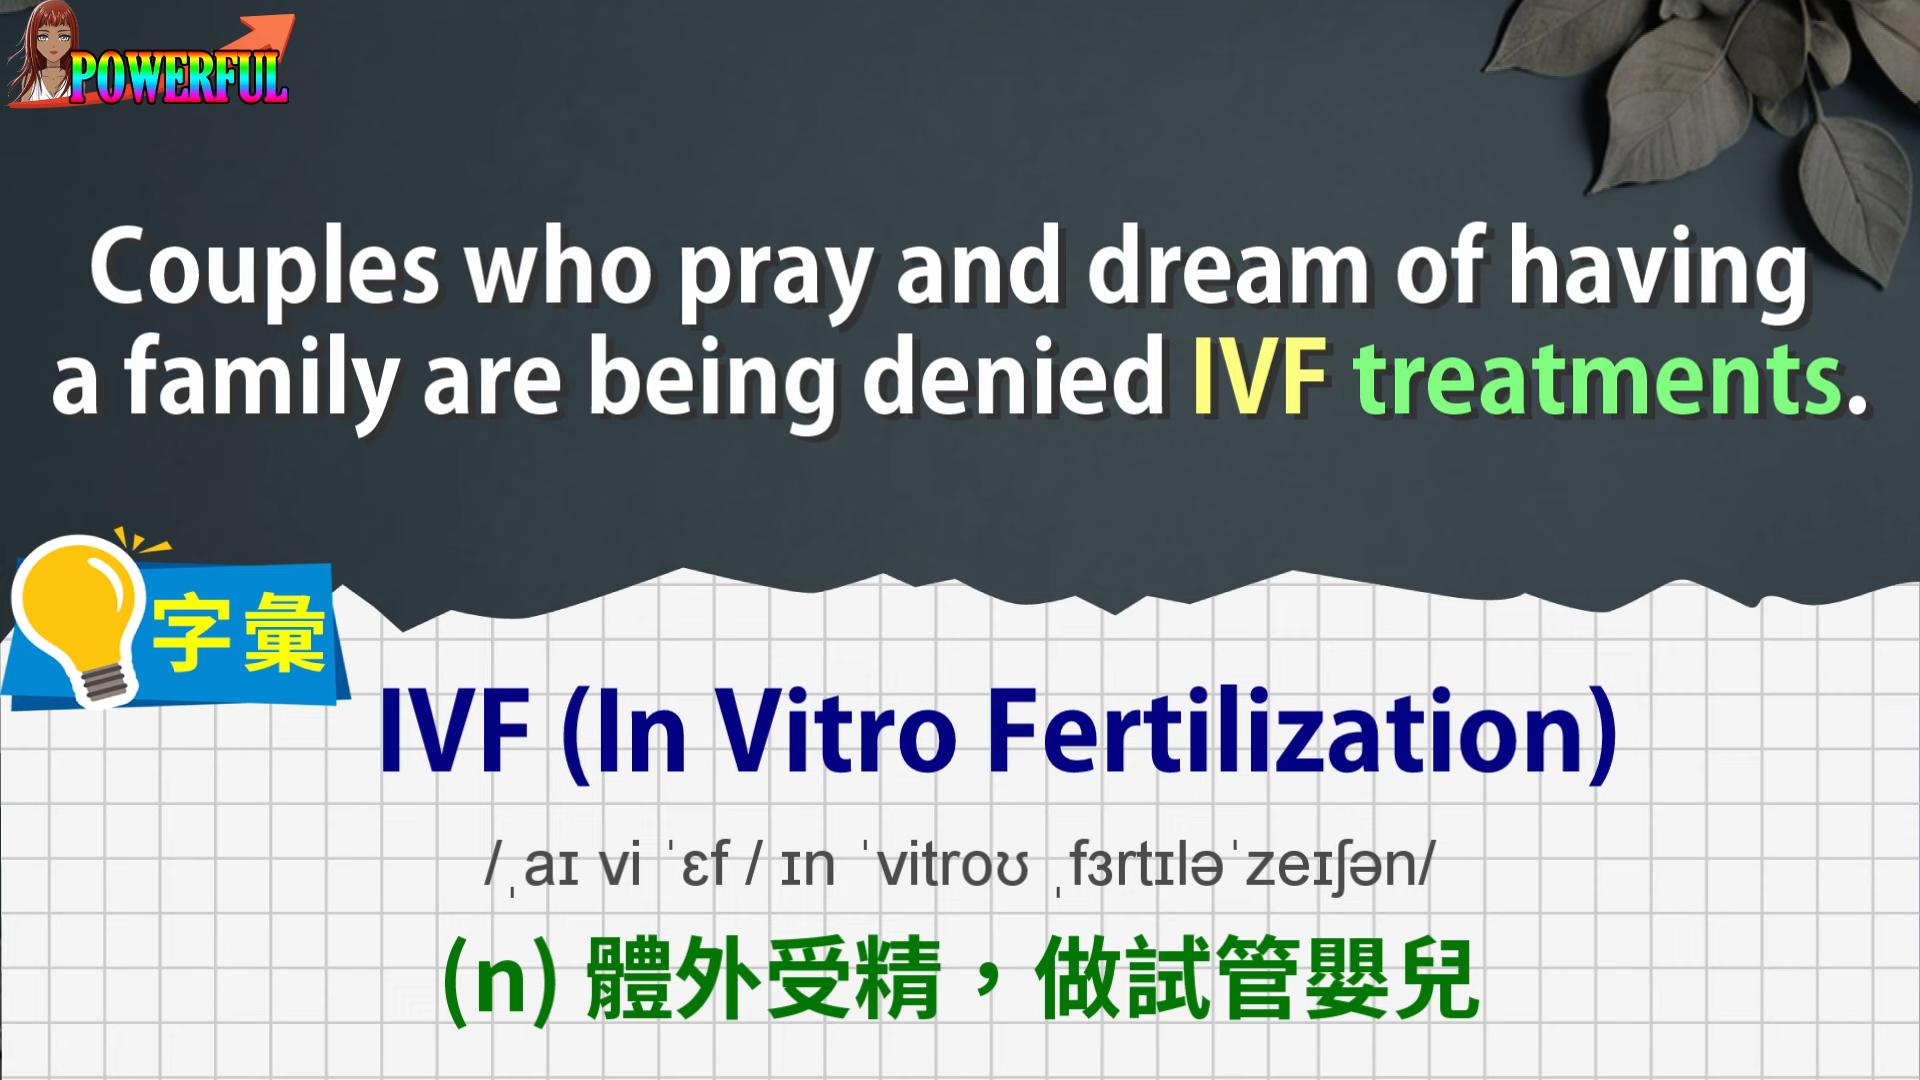 POWERFUL
Couples who pray and dream of having
a family are being denied IVF treatments.
字彙
IVF (In Vitro Fertilization)
/ˌaɪ vi ˈɛf / ɪn ˈvitroʊ ˌfɜrtɪləˈzeɪʃən/
(n) 體外受精，做試管嬰兒